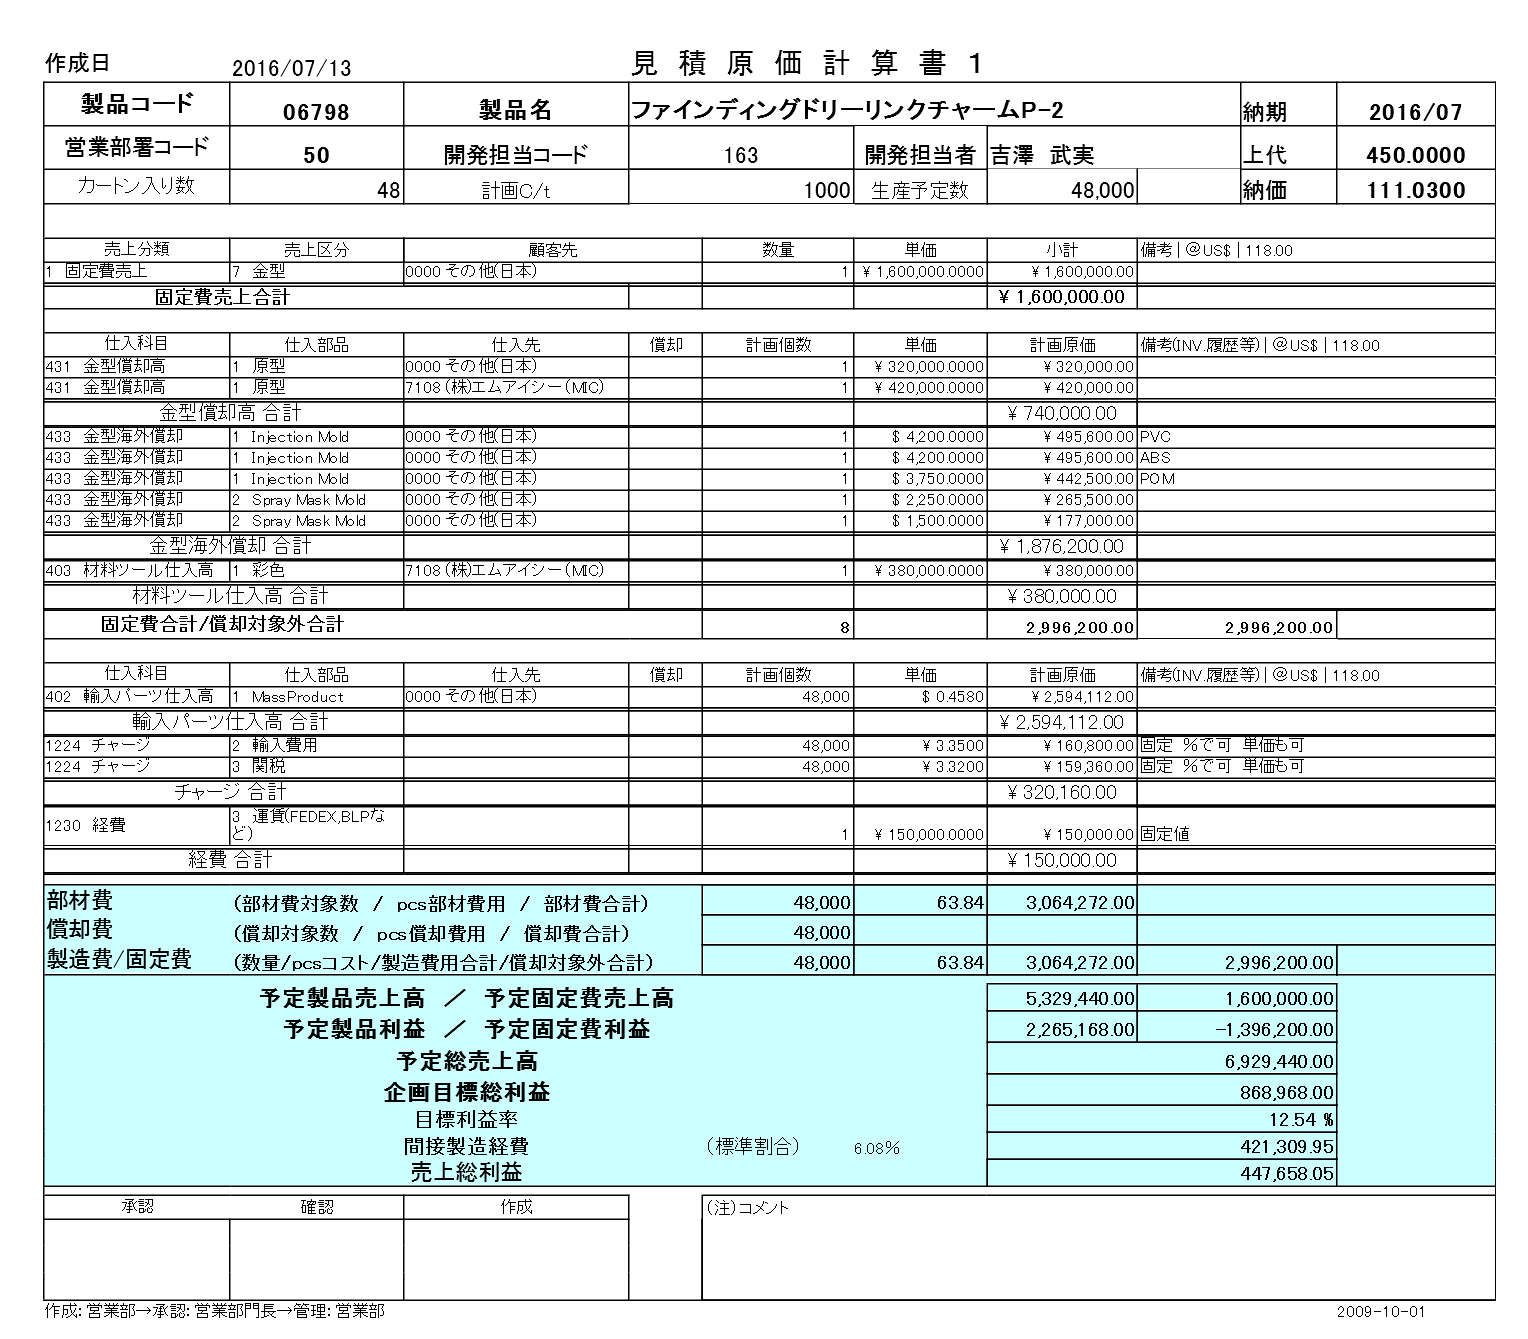 作成日 2016/07/13 見 積 原 価 計 算 書 1
製品コード 06798 製品名 ファインディングドリーリンクチャームP-2 納期 2016/07
営業部署コード 50 開発担当コード 163 開発担当者 吉澤 武実 上代 450.0000
カートン入り数 48 計画C/t 1000 生産予定数 48,000 納価 111.0300
売上分類 売上区分 顧客先 数量 単価 小計 備考 | @US$ | 118.00
1 固定費売上 7 金型 0000 その他(日本) 1 ¥ 1,600,000.0000 ¥ 1,600,000.00
固定費売上合計 ¥ 1,600,000.00
仕入科目 仕入部品 仕入先 償却 計画個数 単価 計画原価 備考(INV.履歴等) | @US$ | 118.00
431 金型償却高 1 原型 0000 その他(日本) 1 ¥ 320,000.0000 ¥ 320,000.00
431 金型償却高 1 原型 7108 (株)エムアイシー(MIC) 1 ¥ 420,000.0000 ¥ 420,000.00
金型償却高 合計 ¥ 740,000.00
433 金型海外償却 1 Injection Mold 0000 その他(日本) 1 $ 4,200.0000 ¥ 495,600.00 PVC
433 金型海外償却 1 Injection Mold 0000 その他(日本) 1 $ 4,200.0000 ¥ 495,600.00 ABS
433 金型海外償却 1 Injection Mold 0000 その他(日本) 1 $ 3,750.0000 ¥ 442,500.00 POM
433 金型海外償却 2 Spray Mask Mold 0000 その他(日本) 1 $ 2,250.0000 ¥ 265,500.00
433 金型海外償却 2 Spray Mask Mold 0000 その他(日本) 1 $ 1,500.0000 ¥ 177,000.00
金型海外償却 合計 ¥ 1,876,200.00
403 材料ツール仕入高 1 彩色 7108 (株)エムアイシー(MIC) 1 ¥ 380,000.0000 ¥ 380,000.00
材料ツール仕入高 合計 ¥ 380,000.00
固定費合計/償却対象外合計 8 2,996,200.00 2,996,200.00
仕入科目 仕入部品 仕入先 償却 計画個数 単価 計画原価 備考(INV.履歴等) | @US$ | 118.00
402 輸入パーツ仕入高 1 MassProduct 0000 その他(日本) 48,000 $ 0.4580 ¥ 2,594,112.00
輸入パーツ仕入高 合計 ¥ 2,594,112.00
1224 チャージ 2 輸入費用 48,000 ¥ 3.3500 ¥ 160,800.00 固定 %で可 単価も可
1224 チャージ 3 関税 48,000 ¥ 3.3200 ¥ 159,360.00 固定 %で可 単価も可
チャージ 合計 ¥ 320,160.00
1230 経費 3 運賃(FEDEX,BLPな
ど) 1 ¥ 150,000.0000 ¥ 150,000.00 固定値
経費 合計 ¥ 150,000.00
部材費 (部材費対象数 / pcs部材費用 / 部材費合計) 48,000 63.84 3,064,272.00
償却費 (償却対象数 / pcs償却費用 / 償却費合計) 48,000
製造費/固定費 (数量/pcsコスト/製造費用合計/償却対象外合計) 48,000 63.84 3,064,272.00 2,996,200.00
予定製品売上高 / 予定固定費売上高 5,329,440.00 1,600,000.00
予定製品利益 / 予定固定費利益 2,265,168.00 -1,396,200.00
予定総売上高 6,929,440.00
企画目標総利益 868,968.00
目標利益率 12.54 %
間接製造経費 (標準割合) 6.08% 421,309.95
売上総利益 447,658.05
承認 確認 作成 (注)コメント
作成:営業部→承認:営業部門長→管理:営業部 2009-10-01